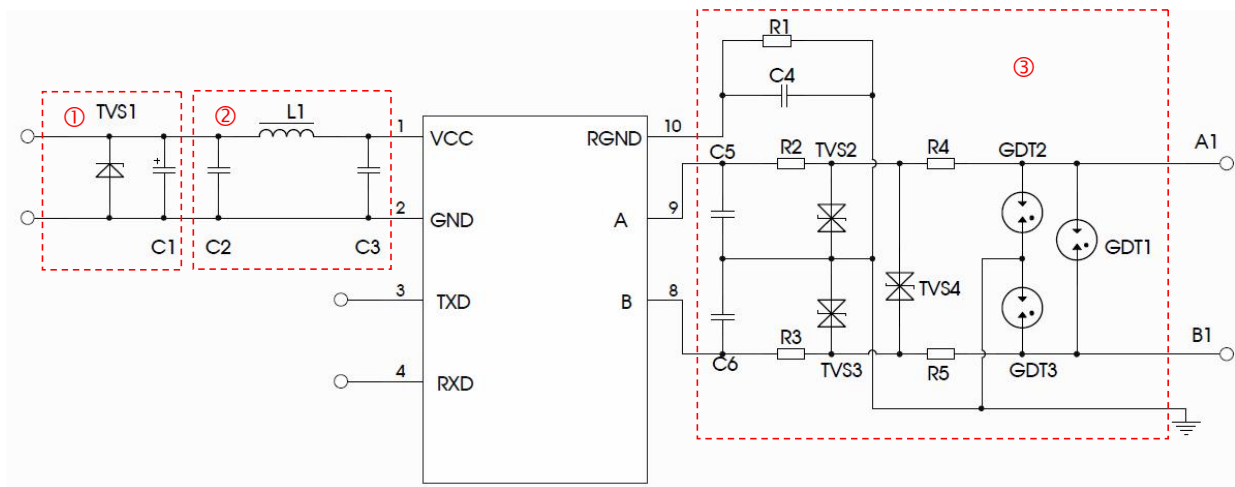 R1
③
① TVS1 ② L1 C4 A1
1 VCC RGND 10 C5 R2 TVS2 R4 GDT2
2 GND A 9 GDT1
C1 C2 C3
3 TXD B 8 TVS4
C6 R3 TVS3 R5 GDT3 B1
4 RXD